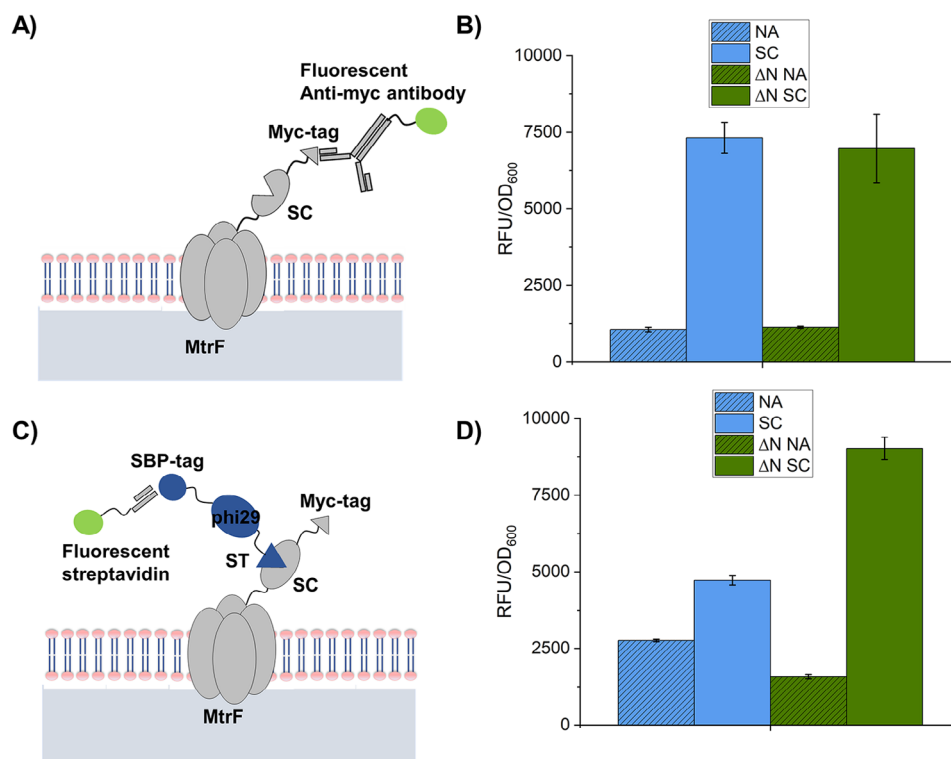 A)
Fluorescent
Anti-myc antibody
Myc-tag
SC
MtrF
B)
NA
SC
ΔN NA
ΔN SC
10000
7500
5000
2500
0
RFU/OD600
C)
SBP-tag
Myc-tag
phi29
Fluorescent
streptavidin
ST
SC
MtrF
D)
NA
SC
ΔN NA
ΔN SC
10000
7500
5000
2500
0
RFU/OD600